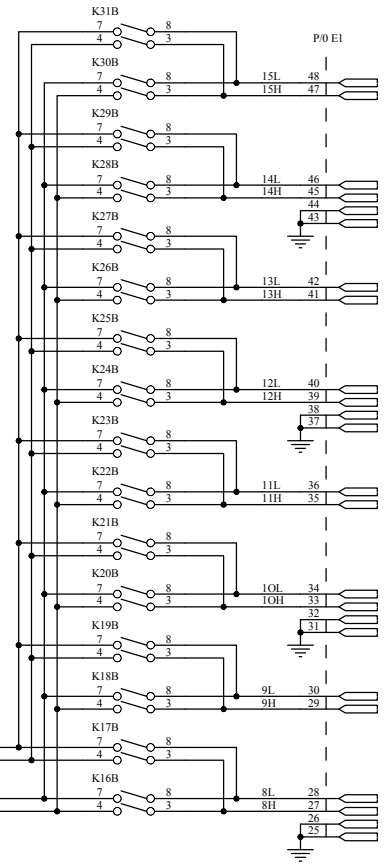 K31B
7 8
4 3
P/0 E1
K30B
7 8 15L 48
4 3 15H 47
K29B
7 8
4 3
K28B
7 8 14L 46
4 3 14H 45
44
43
K27B
7 8
4 3
K26B
7 8 13L 42
4 3 13H 41
K25B
7 8
4 3
K24B
7 8 12L 40
4 3 12H 39
38
37
K23B
7 8
4 3
K22B
7 8 11L 36
4 3 11H 35
K21B
7 8
4 3
K20B
7 8 1OL 34
4 3 1OH 33
32
31
K19B
7 8
4 3
K18B
7 8 9L 30
4 3 9H 29
K17B
7 8
4 3
K16B
7 8 8L 28
4 3 8H 27
26
25